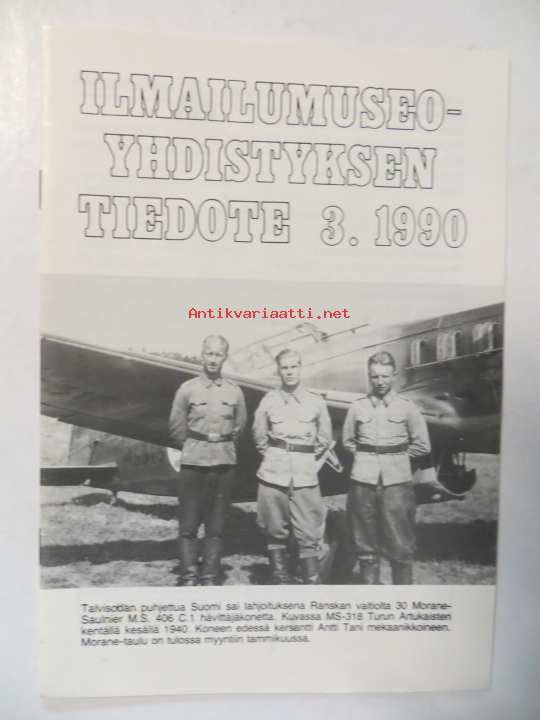 ILMAILUMUSEO-
YHDISTYKSEN
TIEDOTE 3. 1990
Antikvariaatti.net
Talvisodan puhjettua Suomi sai lahjoituksena Ranskan valtiolta 30 Morane-
Saulnier M.S. 406 C.1 hävittäjäkonetta. Kuvassa MS-318 Turun Artukaisten
kentällä kesällä 1940. Koneen edessä kersantti Antti Tani mekaanikkoineen.
Morane-taulu on tulossa myyntiin tammikuussa.